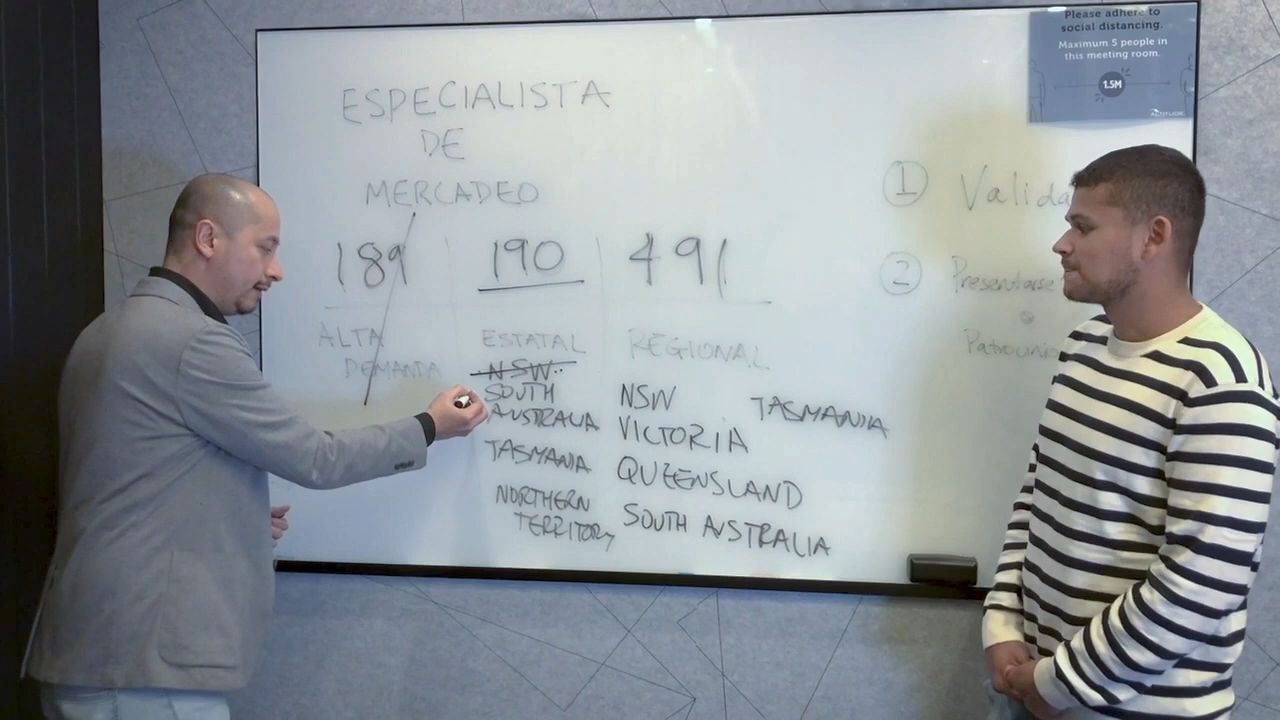 Please adhere to
social distancing.
Maximum 5 people in
this meeting room.
1.5M
ESPECIALISTA
DE
MERCADEO
189
190
491
ALTA
DEMANDA
ESTATAL
NSW
SOUTH
AUSTRALIA
TASMANIA
NORTHERN
TERRITORY
REGIONAL
NSW
VICTORIA
QUEENSLAND
SOUTH AUSTRALIA
TASMANIA
1 Valida
2 Presentarse
Patrocinio